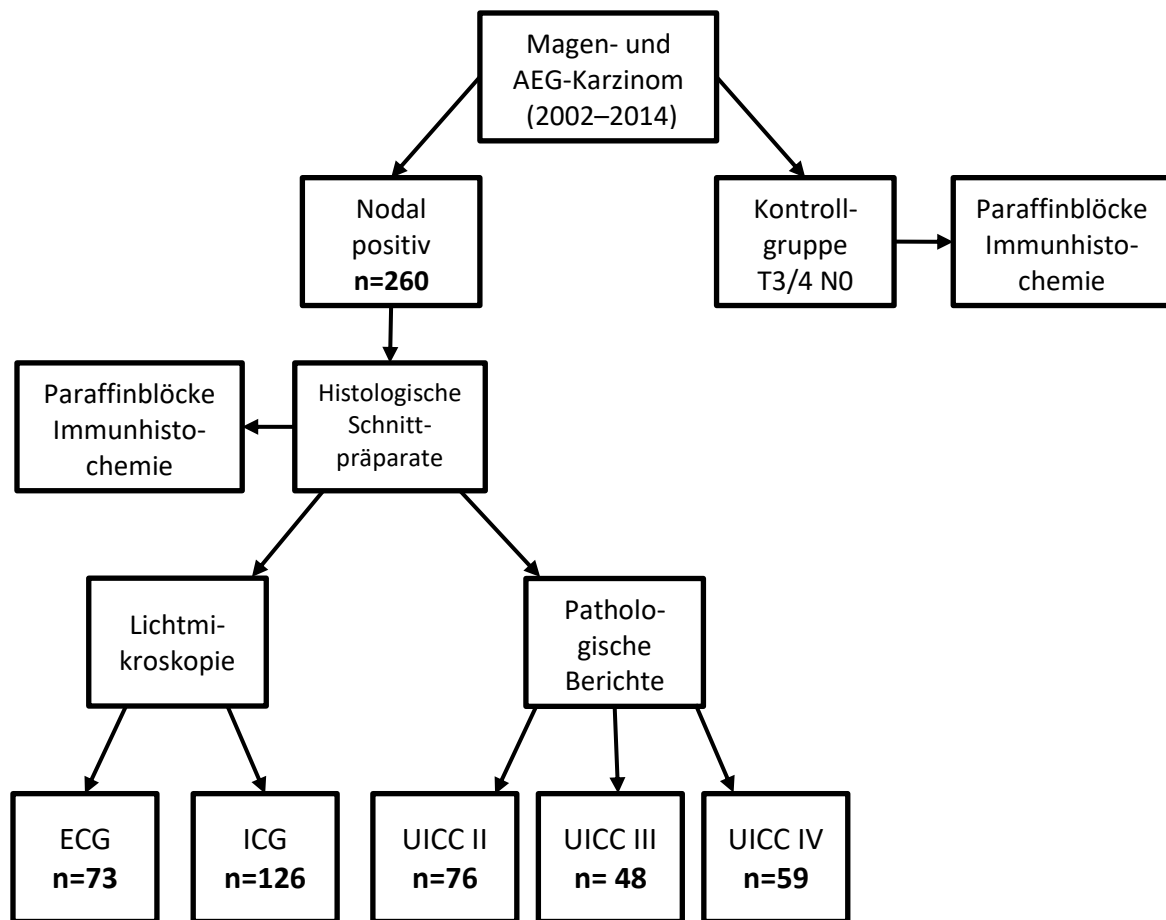 Magen- und
AEG-Karzinom
(2002–2014)
Nodal
positiv
n=260
Kontroll-
gruppe
T3/4 N0
Paraffinblöcke
Immunhisto-
chemie
Paraffinblöcke
Immunhisto-
chemie
Histologische
Schnitt-
präparate
Lichtmi-
kroskopie
Patholo-
gische
Berichte
ECG
n=73
ICG
n=126
UICC II
n=76
UICC III
n= 48
UICC IV
n=59